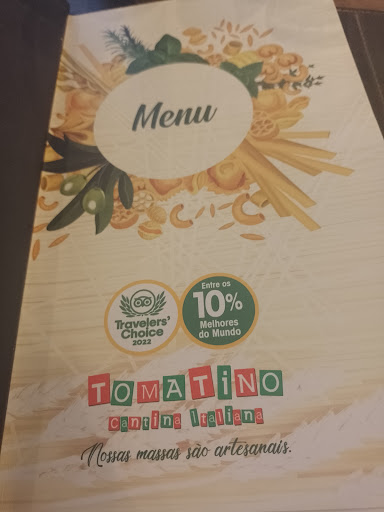 Menu
Travelers'
Choice
2022
Entre os
10%
Melhores
do Mundo
TOMATiNO
Cantina Italiana
Nossas massas são artesanais.